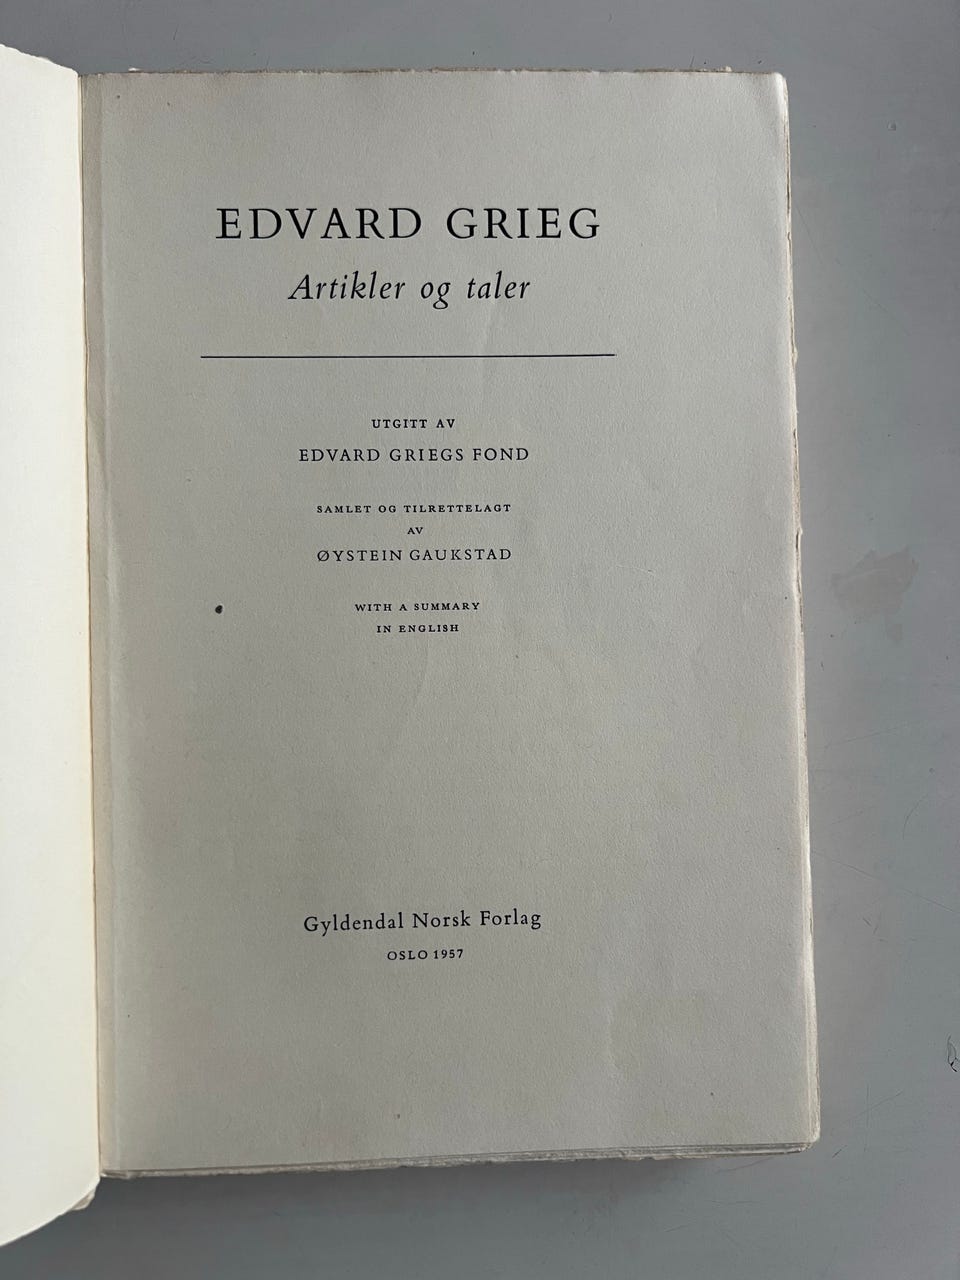 EDVARD GRIEG
Artikler og taler
UTGITT AV
EDVARD GRIEGS FOND
SAMLET OG TILRETTELAGT
AV
ØYSTEIN GAUKSTAD
WITH A SUMMARY
IN ENGLISH
Gyldendal Norsk Forlag
OSLO 1957